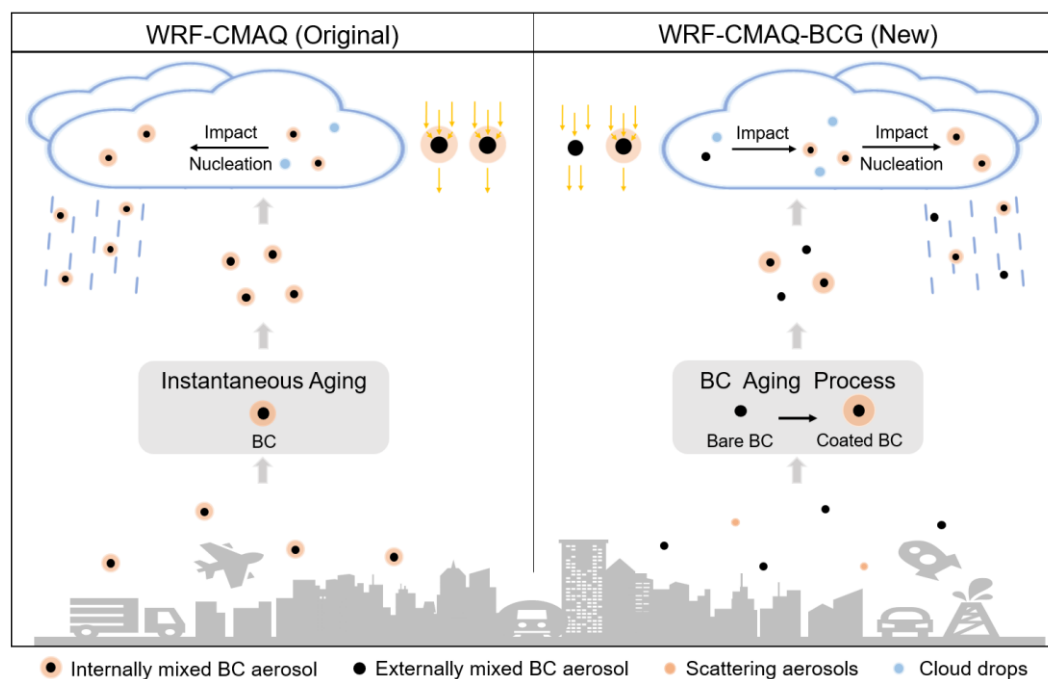 WRF-CMAQ (Original)
WRF-CMAQ-BCG (New)
Impact
Nucleation
Instantaneous Aging
BC
Impact
Impact
Nucleation
BC Aging Process
Bare BC
Coated BC
Internally mixed BC aerosol
Externally mixed BC aerosol
Scattering aerosols
Cloud drops